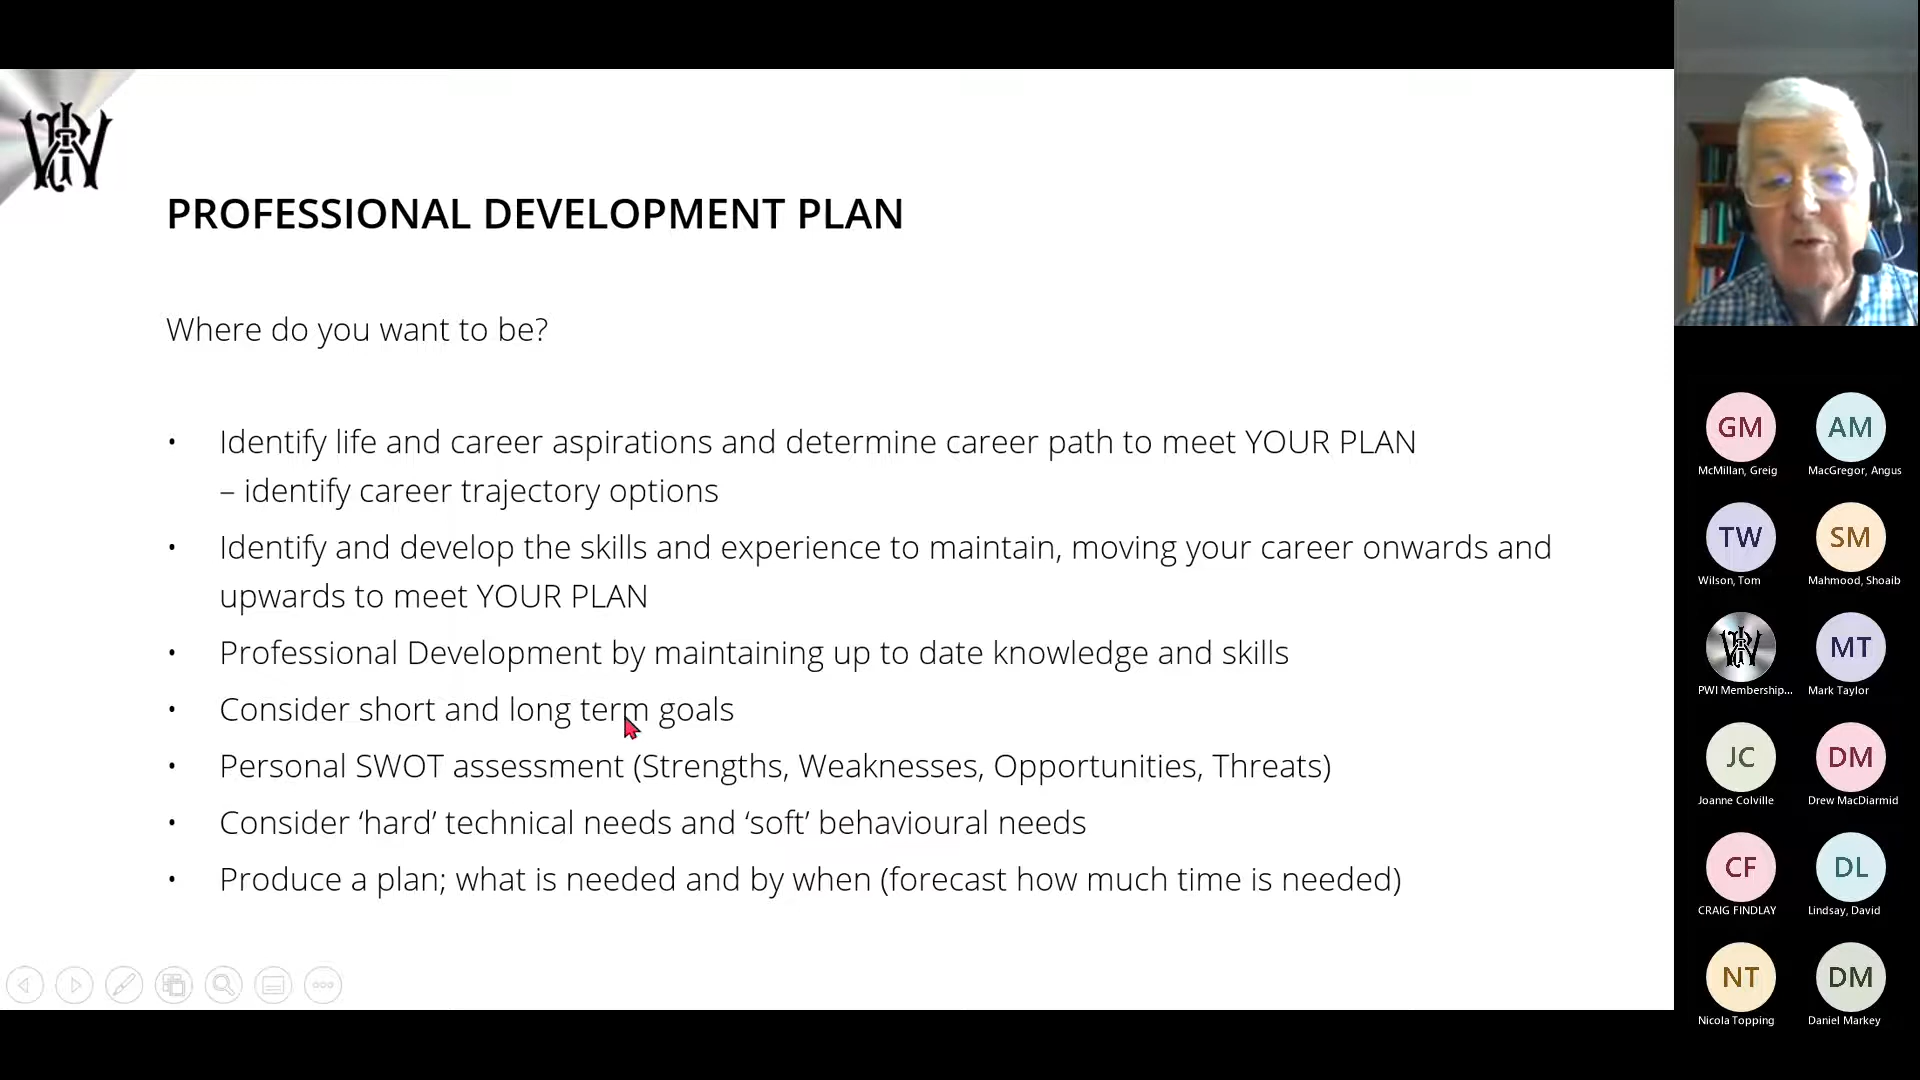 PWI
PROFESSIONAL DEVELOPMENT PLAN
Where do you want to be?
• Identify life and career aspirations and determine career path to meet YOUR PLAN
– identify career trajectory options
• Identify and develop the skills and experience to maintain, moving your career onwards and
upwards to meet YOUR PLAN
• Professional Development by maintaining up to date knowledge and skills
• Consider short and long term goals
• Personal SWOT assessment (Strengths, Weaknesses, Opportunities, Threats)
• Consider ‘hard’ technical needs and ‘soft’ behavioural needs
• Produce a plan; what is needed and by when (forecast how much time is needed)
GM
McMillan, Greig
AM
MacGregor, Angus
TW
Wilson, Tom
SM
Mahmood, Shoaib
PWI
PWI Membership...
MT
Mark Taylor
JC
Joanne Colville
DM
Drew MacDiarmid
CF
CRAIG FINDLAY
DL
Lindsay, David
NT
Nicola Topping
DM
Daniel Markey